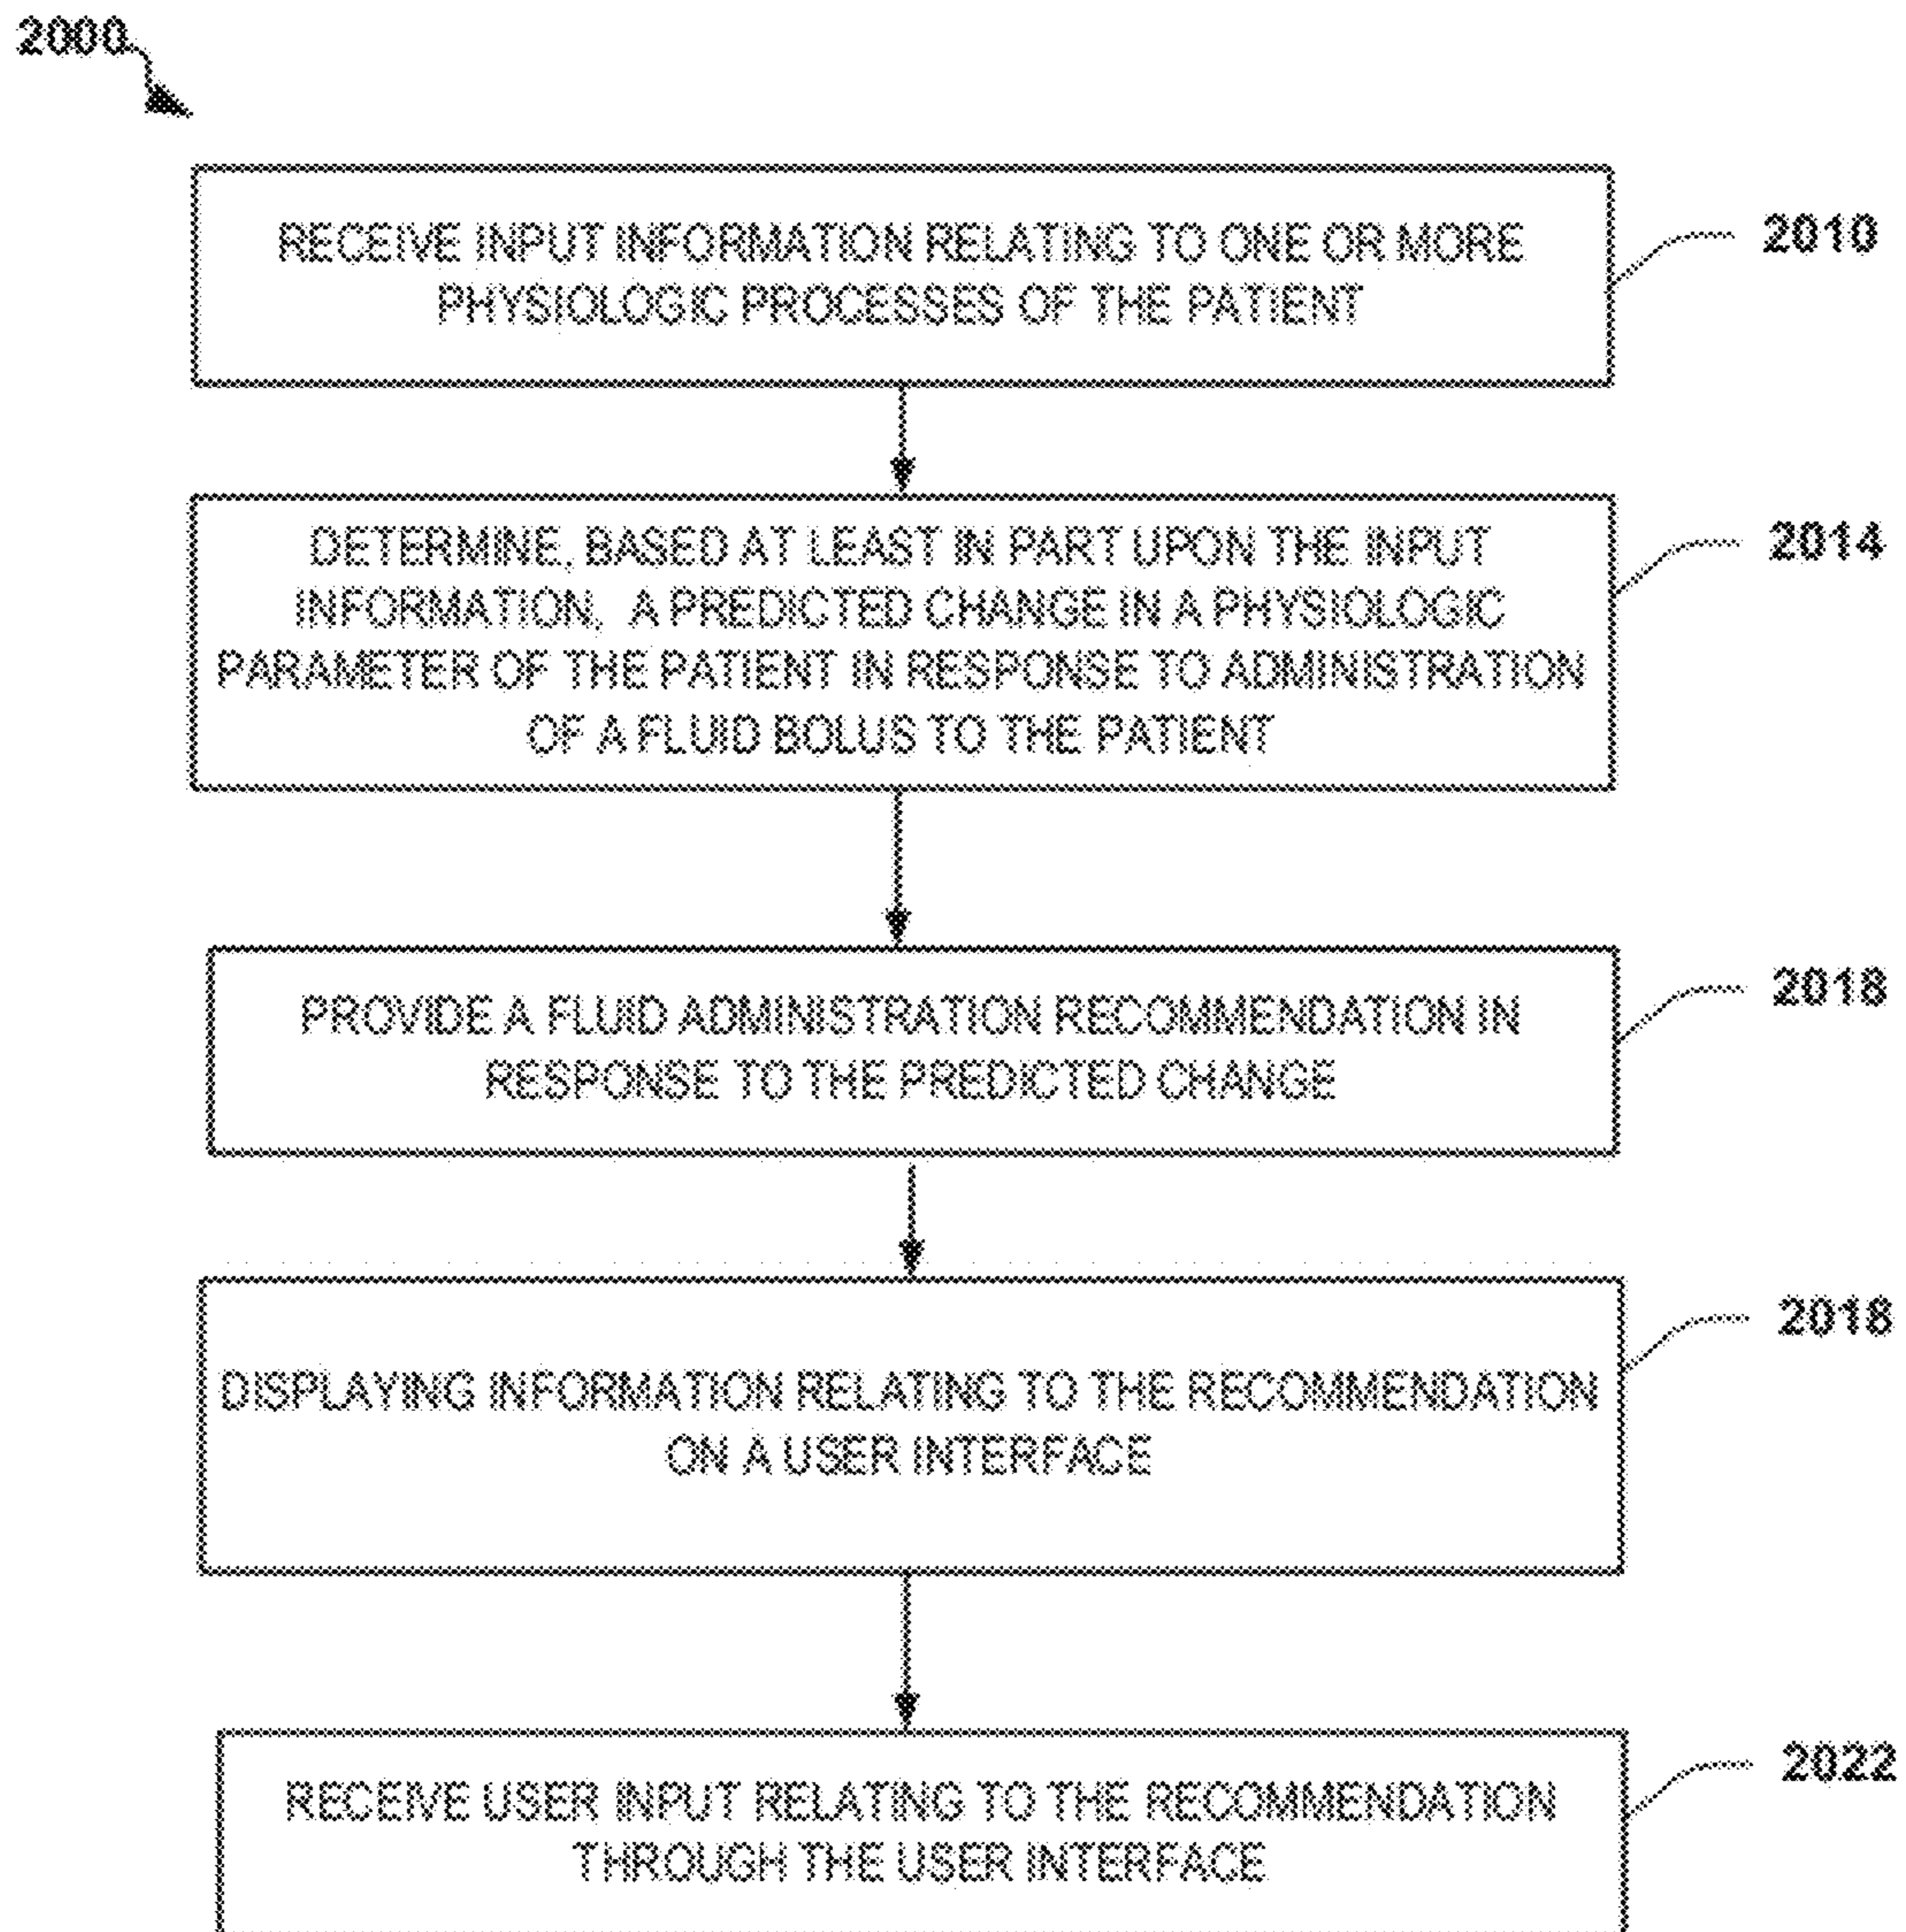 2000
RECEIVE INPUT INFORMATION RELATING TO ONE OR MORE
PHYSIOLOGIC PROCESSES OF THE PATIENT
2010
DETERMINE, BASED AT LEAST IN PART UPON THE INPUT
INFORMATION, A PREDICTED CHANGE IN A PHYSIOLOGIC
PARAMETER OF THE PATIENT IN RESPONSE TO ADMINISTRATION
OF A FLUID BOLUS TO THE PATIENT
2014
PROVIDE A FLUID ADMINISTRATION RECOMMENDATION IN
RESPONSE TO THE PREDICTED CHANGE
2018
DISPLAYING INFORMATION RELATING TO THE RECOMMENDATION
ON A USER INTERFACE
2018
RECEIVE USER INPUT RELATING TO THE RECOMMENDATION
THROUGH THE USER INTERFACE
2022